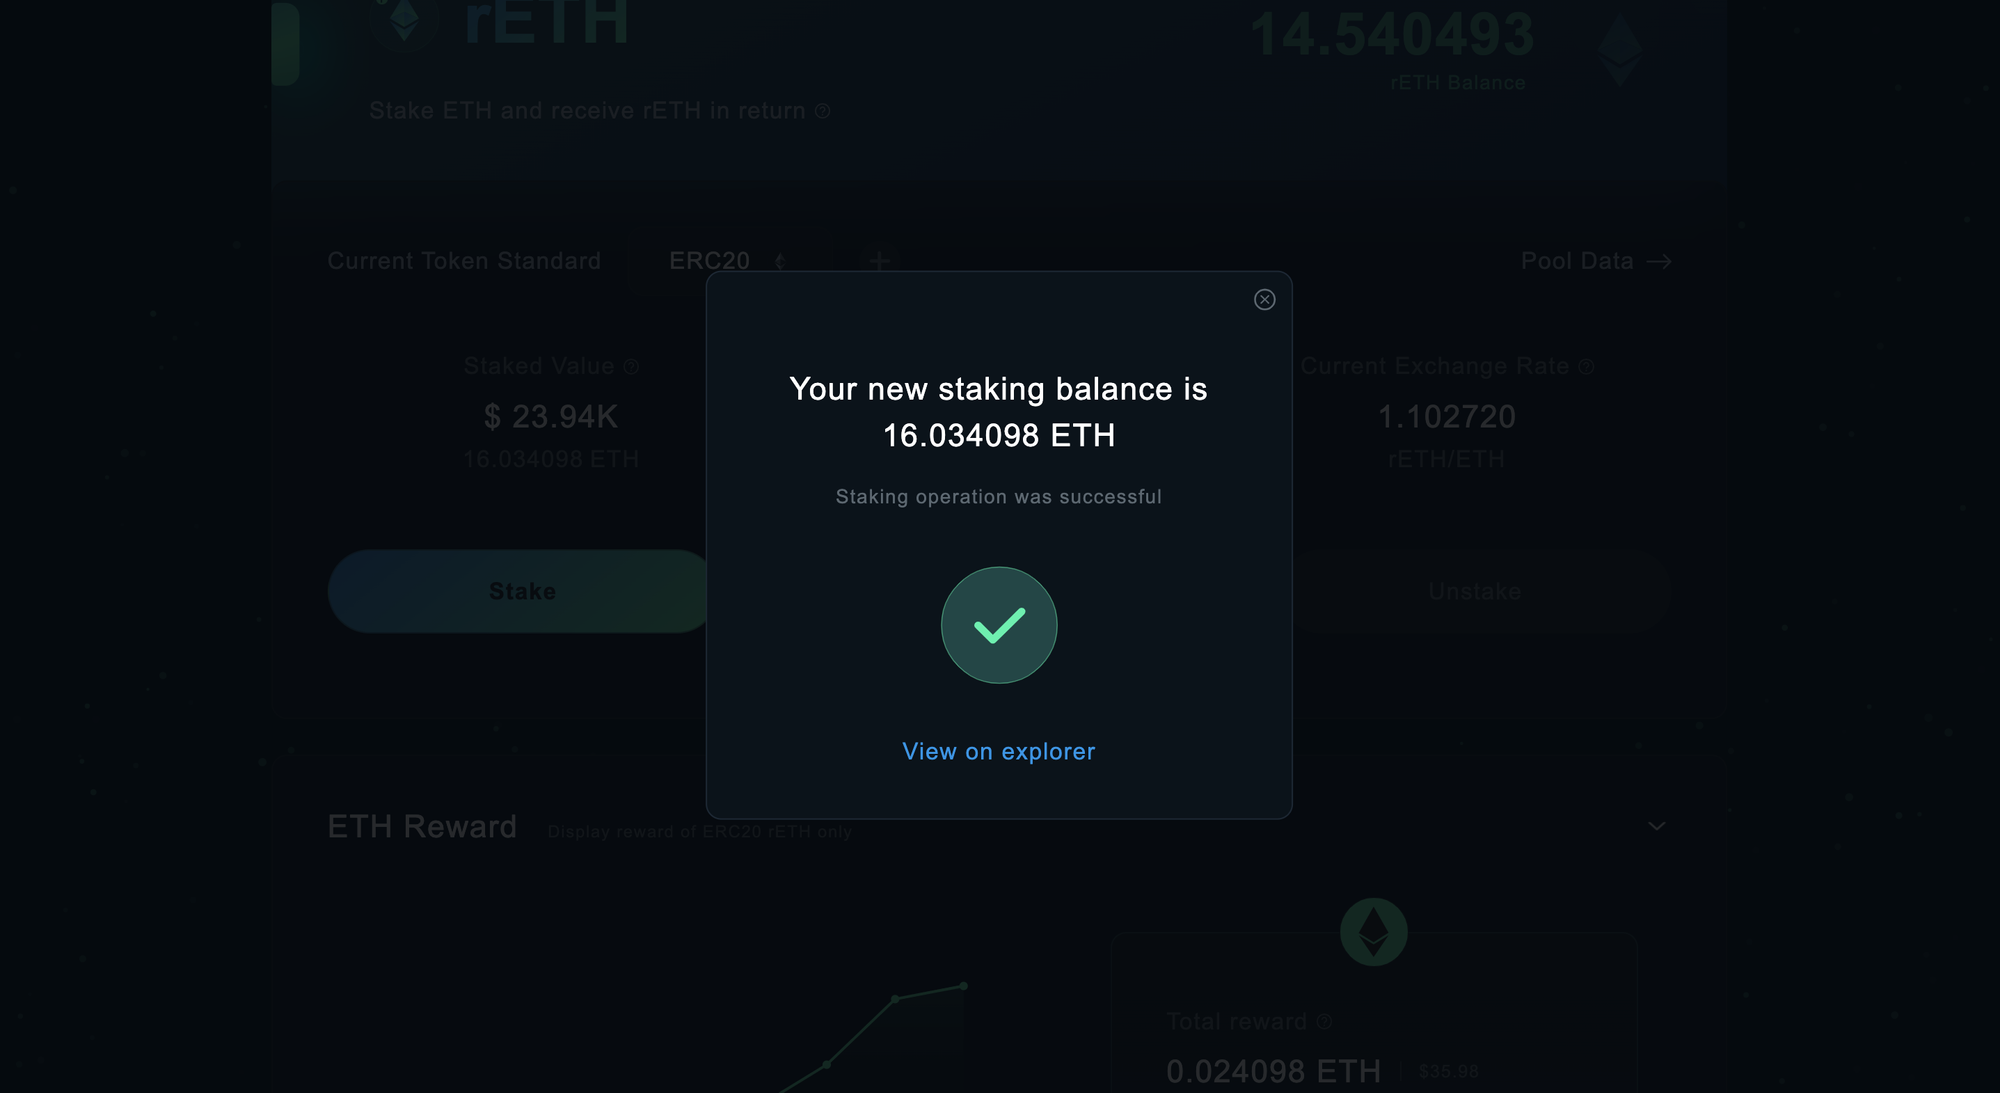 rETH
14.540493
rETH Balance
Stake ETH and receive rETH in return
Current Token Standard
ERC20
Pool Data
Staked Value
$ 23.94K
16.034098 ETH
Current Exchange Rate
1.102720
rETH/ETH
Your new staking balance is
16.034098 ETH
Staking operation was successful
View on explorer
Stake
Unstake
ETH Reward
Display reward of ERC20 rETH only
Total reward
0.024098 ETH
$35.98